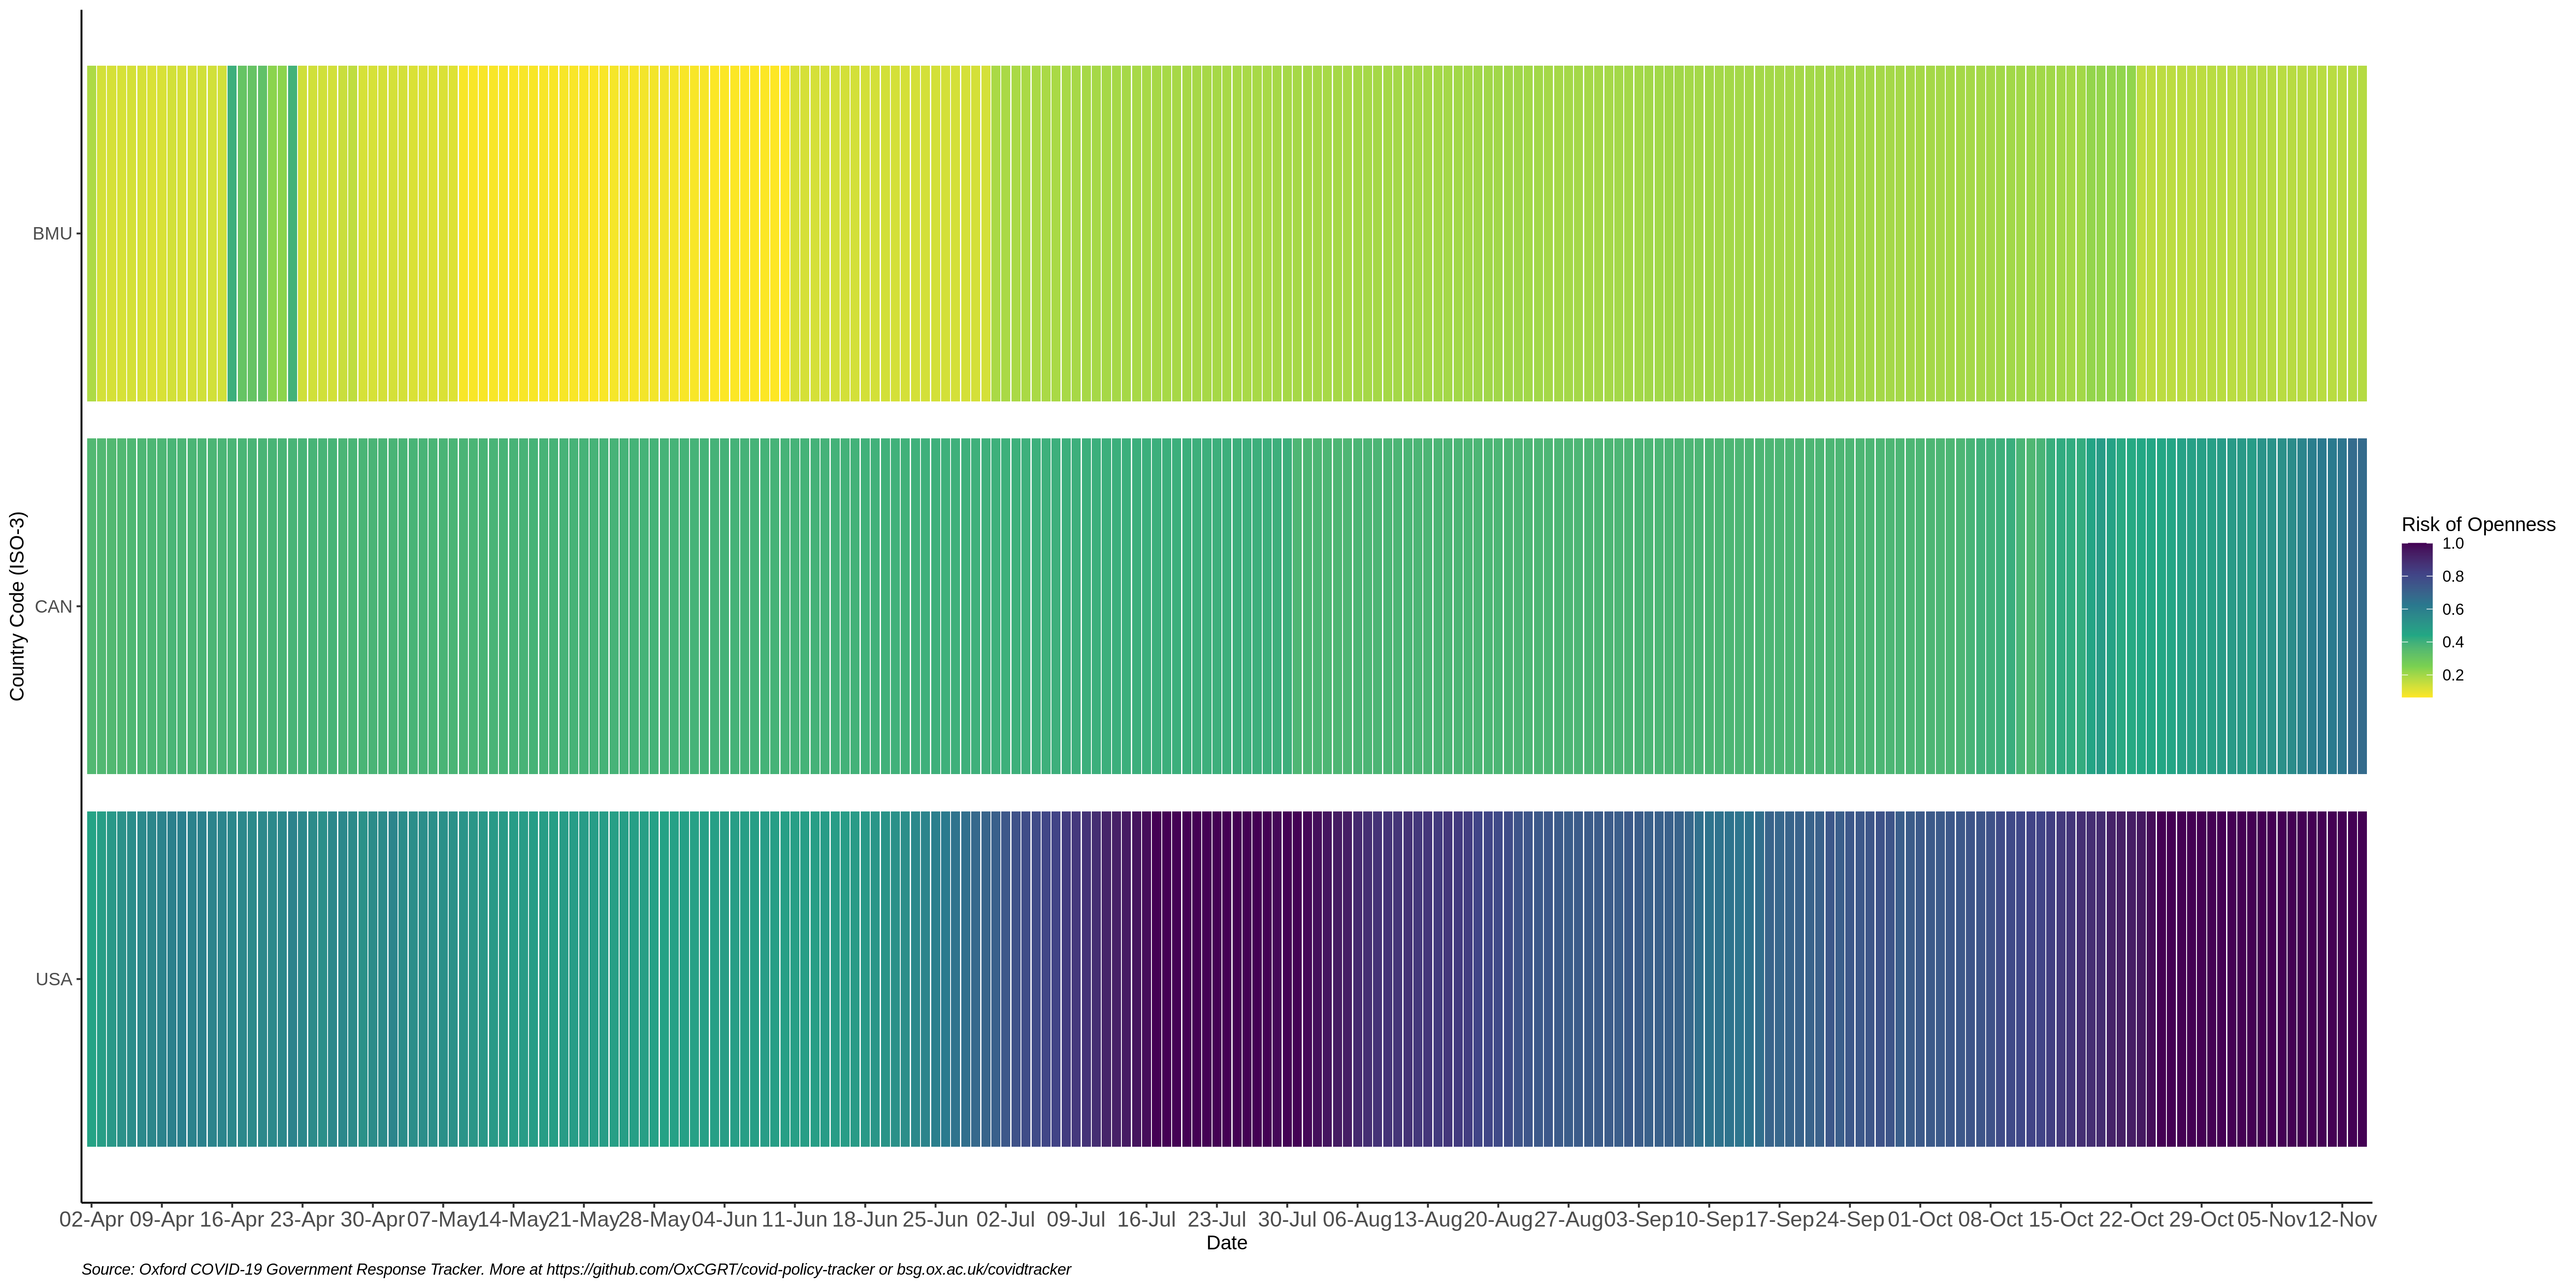 BMU
CAN
USA
Country Code (ISO-3)
Risk of Openness
1.0
0.8
0.6
0.4
0.2
02-Apr 09-Apr 16-Apr 23-Apr 30-Apr 07-May 14-May 21-May 28-May 04-Jun 11-Jun 18-Jun 25-Jun 02-Jul 09-Jul 16-Jul 23-Jul 30-Jul 06-Aug 13-Aug 20-Aug 27-Aug 03-Sep 10-Sep 17-Sep 24-Sep 01-Oct 08-Oct 15-Oct 22-Oct 29-Oct 05-Nov 12-Nov
Date
Source: Oxford COVID-19 Government Response Tracker. More at https://github.com/OxCGRT/covid-policy-tracker or bsg.ox.ac.uk/covidtracker